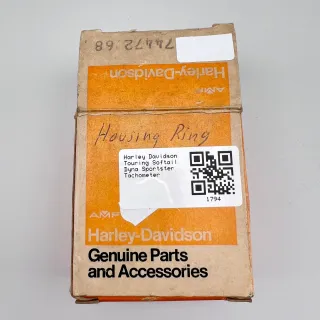 74472 68
Harley-Davidson
AMF
Housing Ring
Harley Davidson
Touring Softail
Dyna Sportster
Tachometer
1794
AMF
Harley-Davidson
Genuine Parts
and Accessories